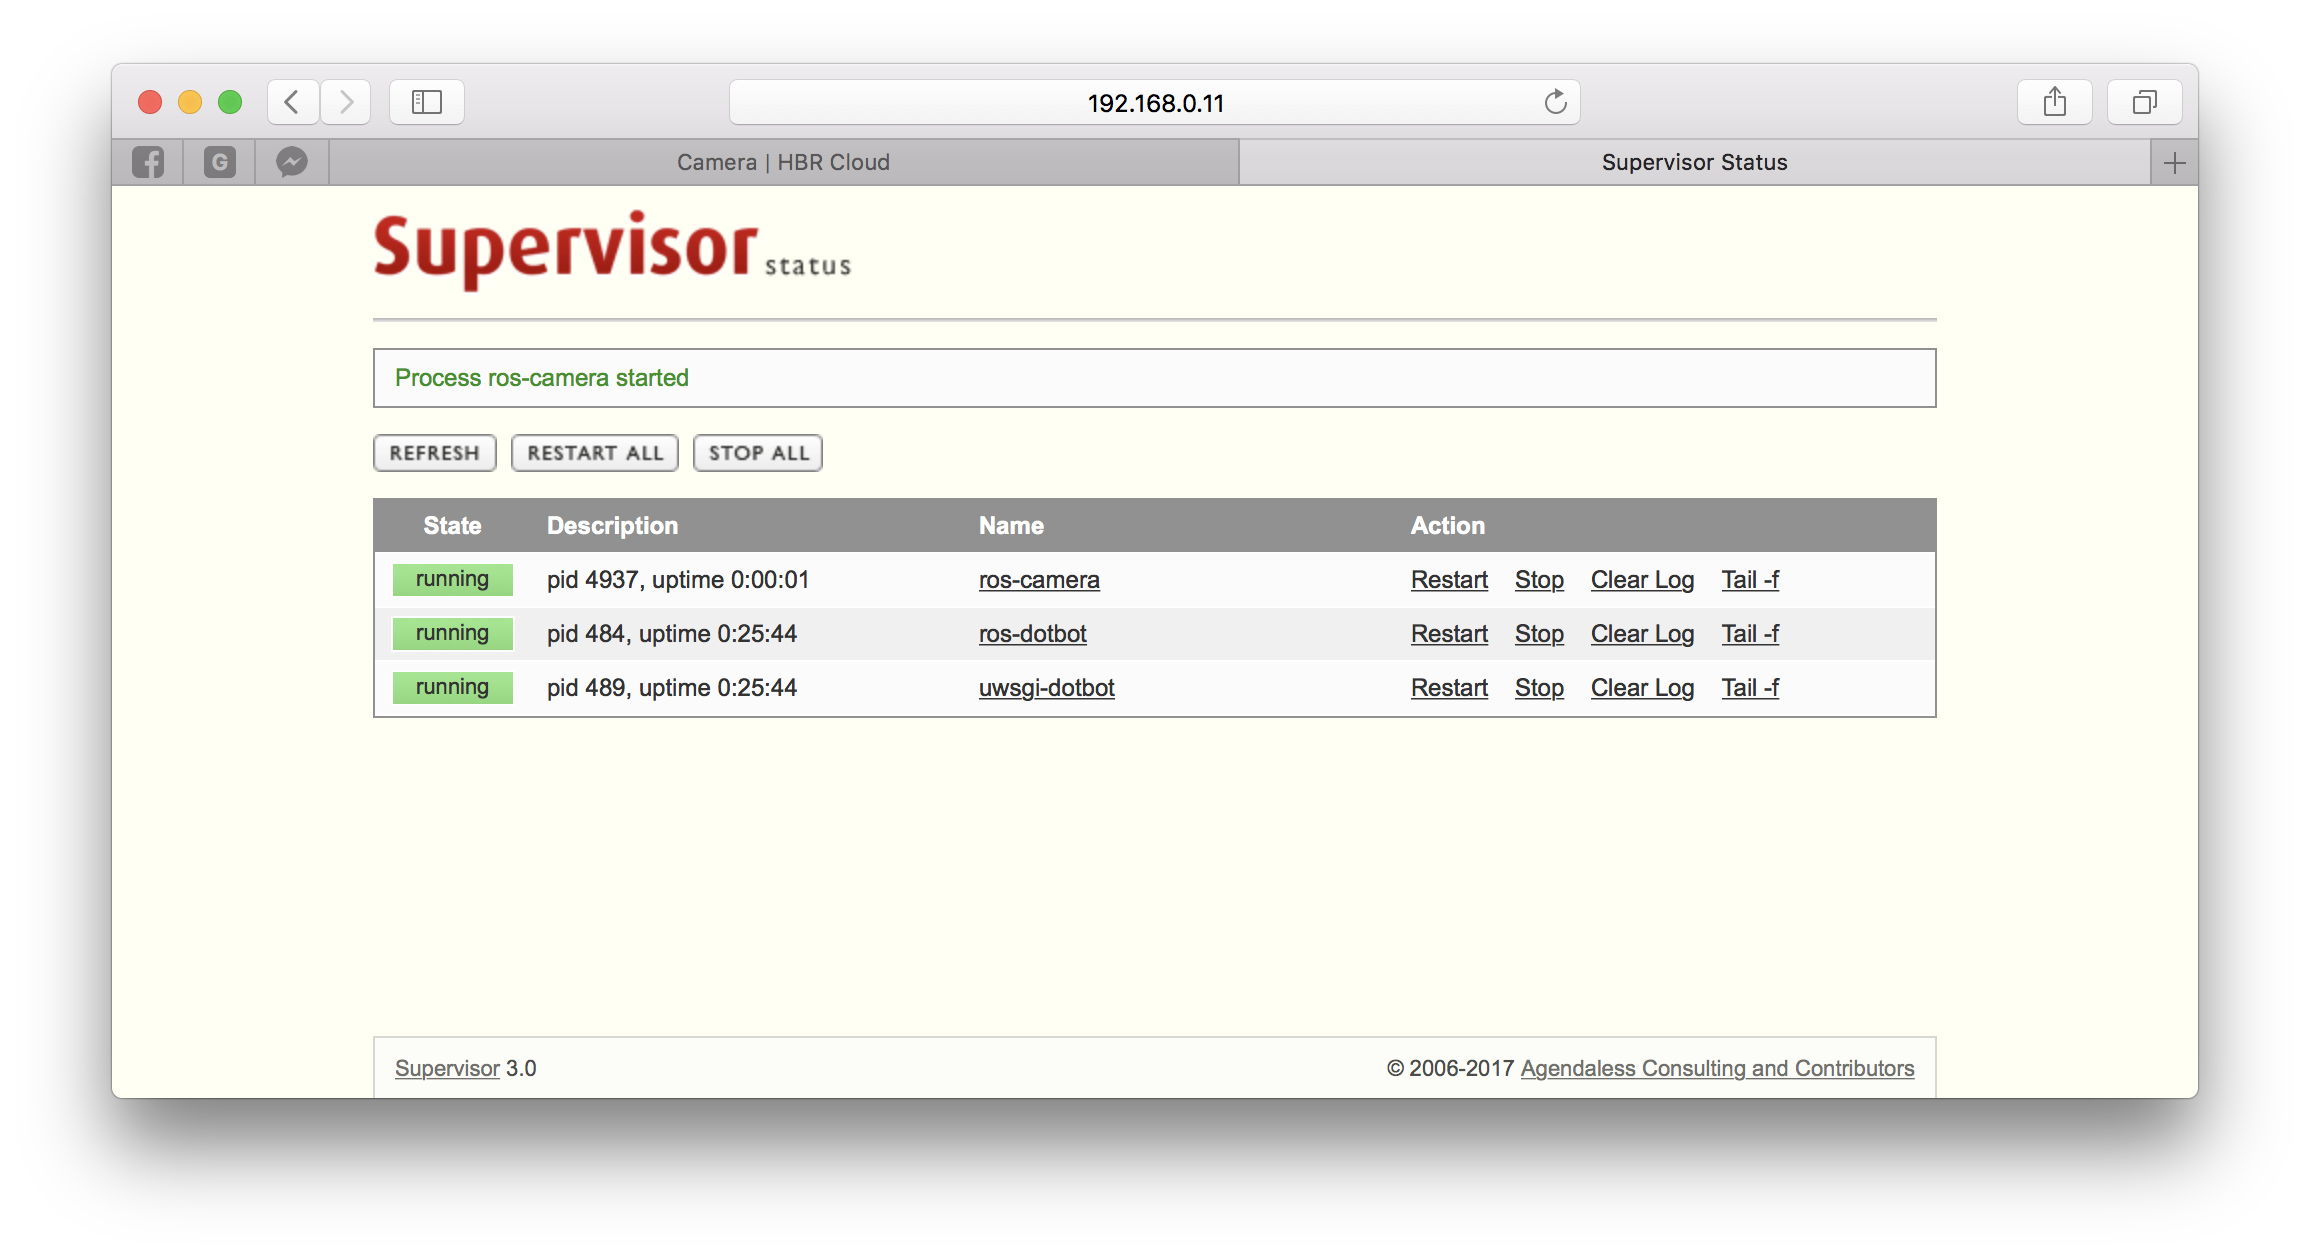 192.168.0.11
G
Camera | HBR Cloud
Supervisor Status
Supervisor status
Process ros-camera started
REFRESH RESTART ALL STOP ALL
State Description Name Action
running pid 4937, uptime 0:00:01 ros-camera Restart Stop Clear Log Tail -f
running pid 484, uptime 0:25:44 ros-dotbot Restart Stop Clear Log Tail -f
running pid 489, uptime 0:25:44 uwsgi-dotbot Restart Stop Clear Log Tail -f
Supervisor 3.0 © 2006-2017 Agendaless Consulting and Contributors